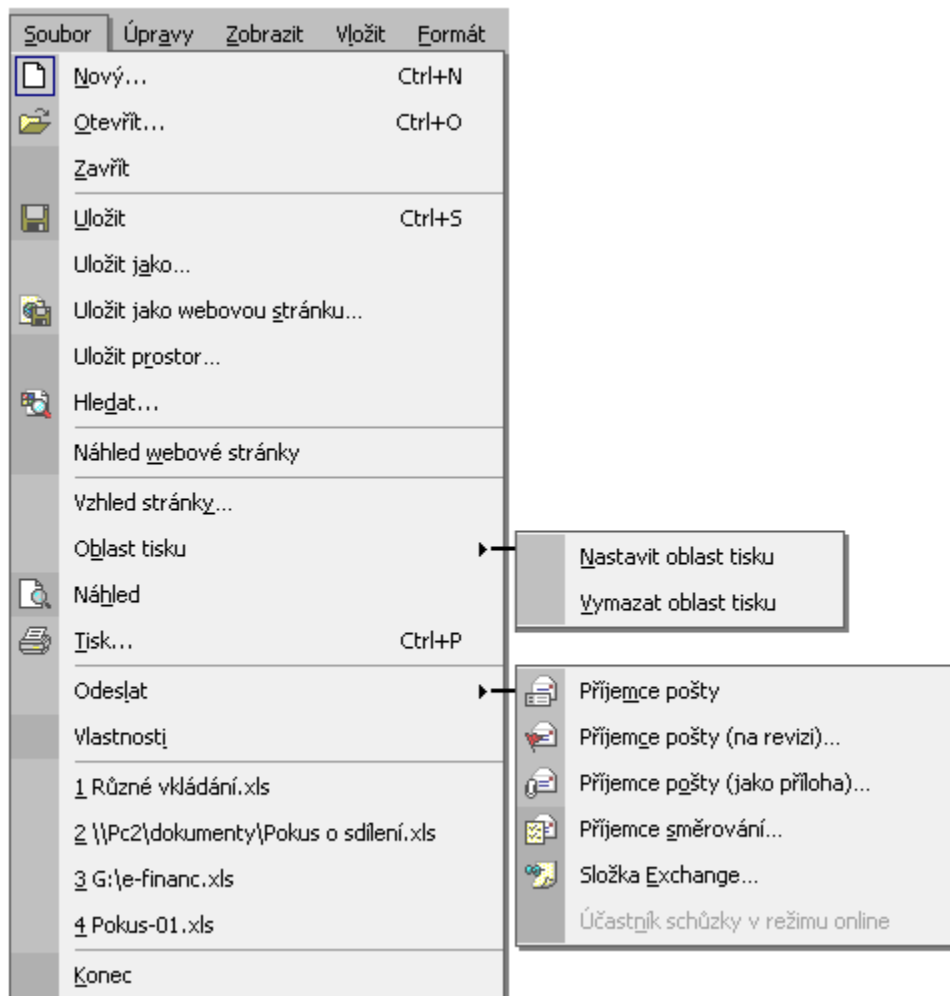 Soubor Úpravy Zobrazit Vložit Formát
Nový... Ctrl+N
Otevřít... Ctrl+O
Zavřít
Uložit Ctrl+S
Uložit jako...
Uložit jako webovou stránku...
Uložit prostor...
Hledat...
Náhled webové stránky
Vzhled stránky...
Oblast tisku
Nastavit oblast tisku
Vymazat oblast tisku
Náhled
Tisk... Ctrl+P
Odeslat
Příjemce pošty
Příjemce pošty (na revizi)...
Příjemce pošty (jako příloha)...
Příjemce směrování...
Složka Exchange...
Účastník schůzky v režimu online
Vlastnosti
1 Různé vkládání.xls
2 \\Pc2\dokumenty\Pokus o sdílení.xls
3 G:\e-financ.xls
4 Pokus-01.xls
Konec